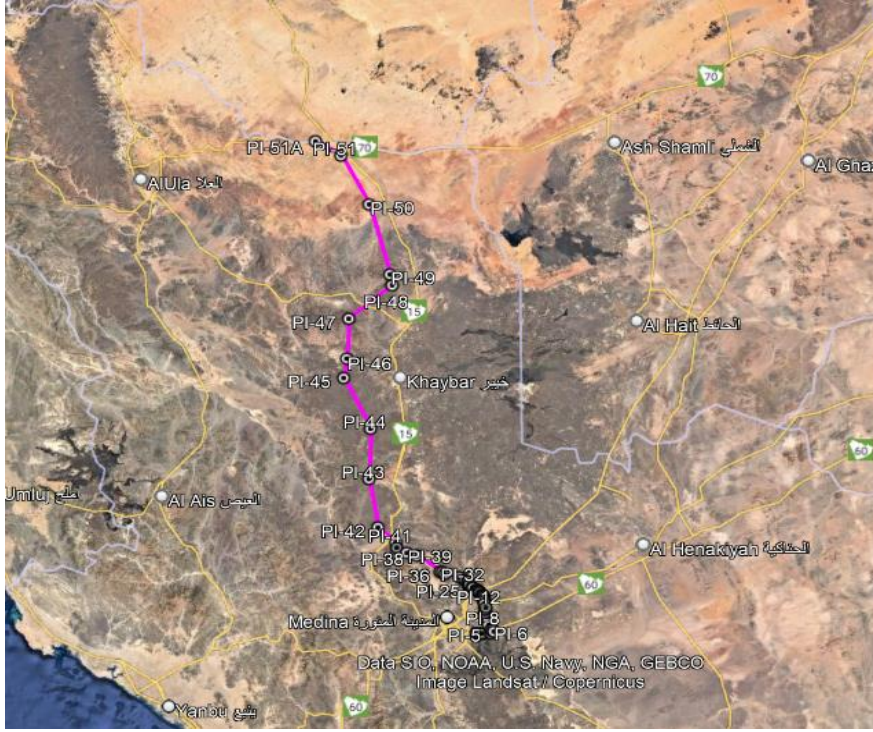 70
PI-51A
PI-51
70
Ash Shamli الشملي
Al Ghaz
AlUla العلا
PI-50
PI-49
PI-48
15
PI-47
Al Hait الحائط
PI-46
PI-45
Khaybar خيبر
PI-44
15
60
PI-43
Umluj أملج
Al Ais العيص
PI-42
PI-41
PI-38
PI-39
Al Henakiyah الحناكية
PI-36
PI-32
60
PI-25
PI-12
Medina المدينة المنورة
PI-8
PI-5
PI-6
Data SIO, NOAA, U.S. Navy, NGA, GEBCO
Image Landsat / Copernicus
Yanbu ينبع
60